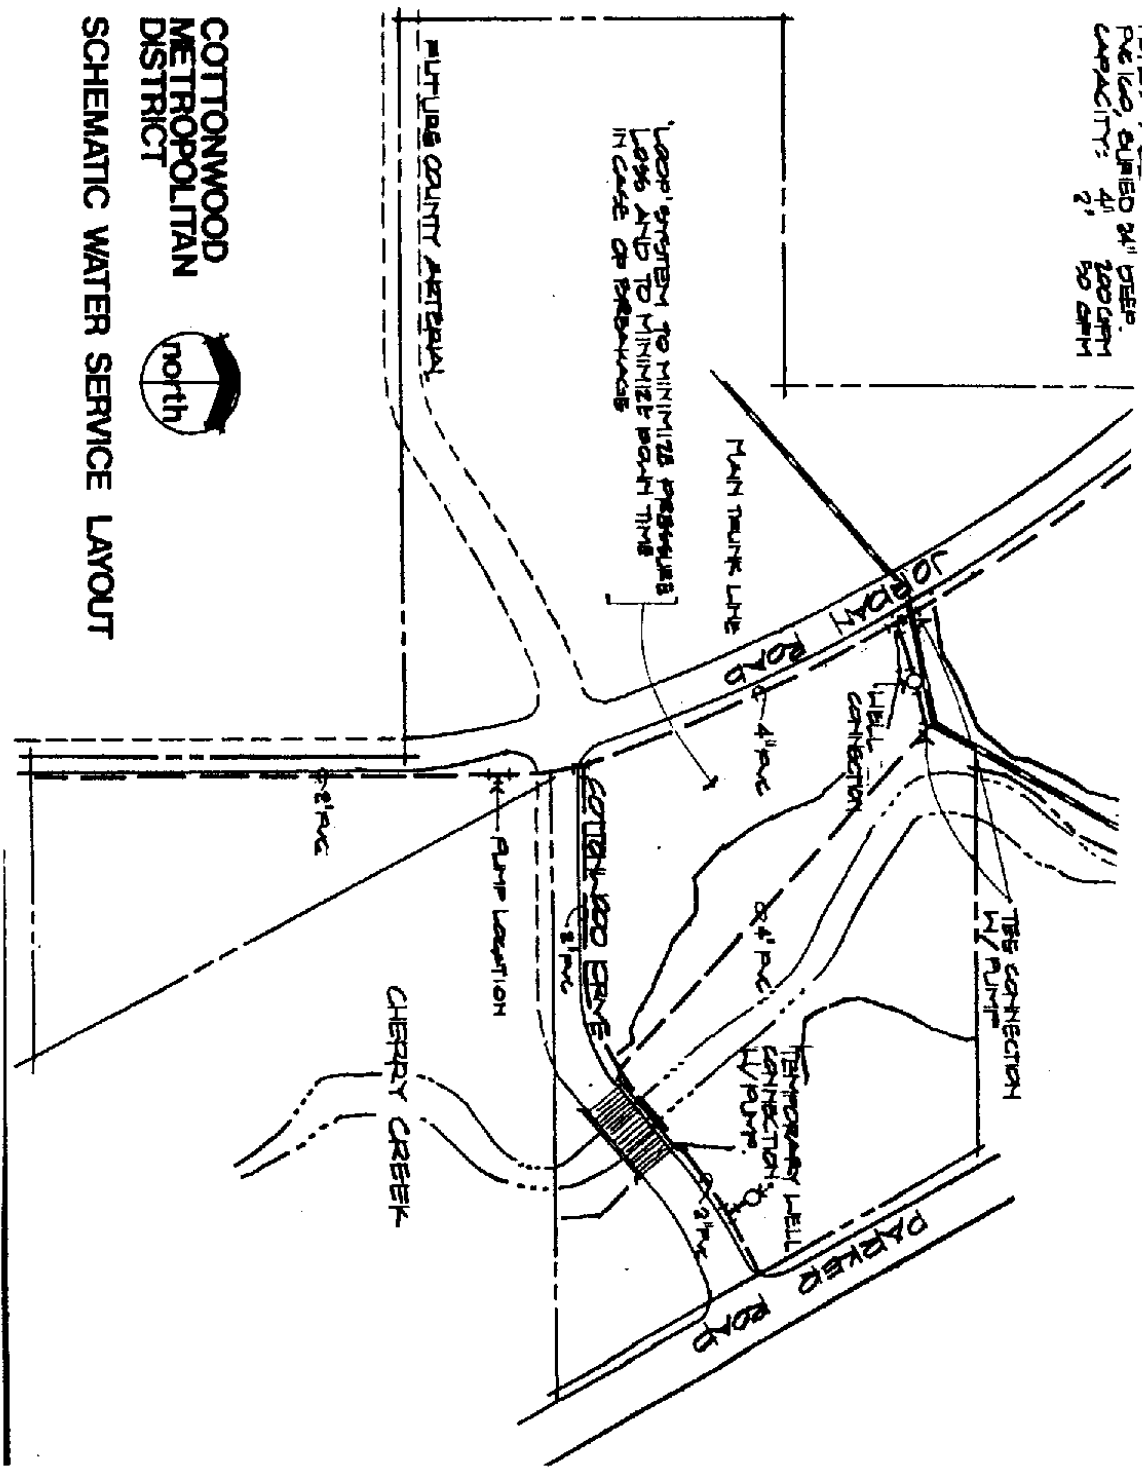 PVC 160, BURIED 24" DEEP.
CAPACITY: 4" 200 GPM
2" 50 GPM
FUTURE COUNTY ARTERIAL
'LOOP' SYSTEM TO MINIMIZE PRESSURE
LOSS AND TO MINIMIZE DOWN TIME
IN CASE OF BREAKAGE
MAIN TRUNK LINE
JORDAN ROAD
WELL
CONNECTION
4" PVC
4" PVC
TEE CONNECTION
W/ PUMP
2" PVC
PUMP LOCATION
COTTONWOOD DRIVE
2" PVC
TEMPORARY WELL
CONNECTION
W/ PUMP.
2" PVC
CHERRY CREEK
PARKER ROAD
COTTONWOOD
METROPOLITAN
DISTRICT
north
SCHEMATIC WATER SERVICE LAYOUT